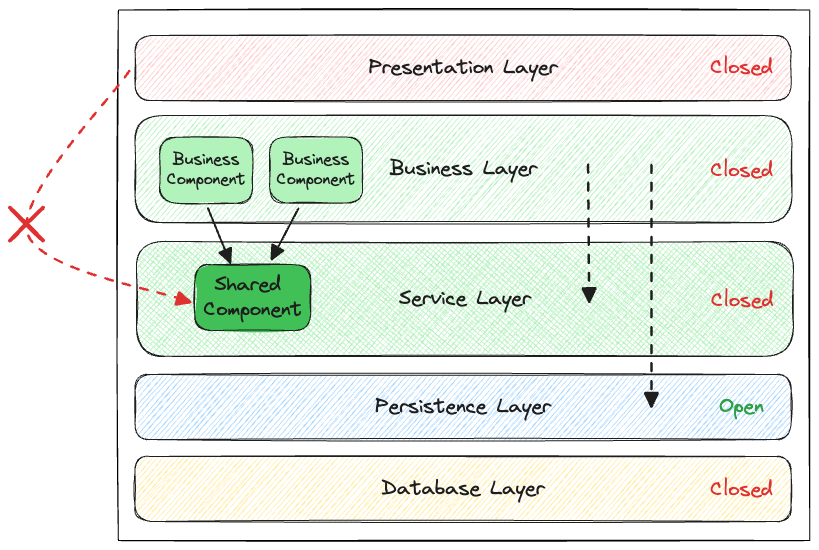 Presentation Layer
Closed
Business
Component
Business
Component
Business Layer
Closed
Shared
Component
Service Layer
Closed
Persistence Layer
Open
Database Layer
Closed